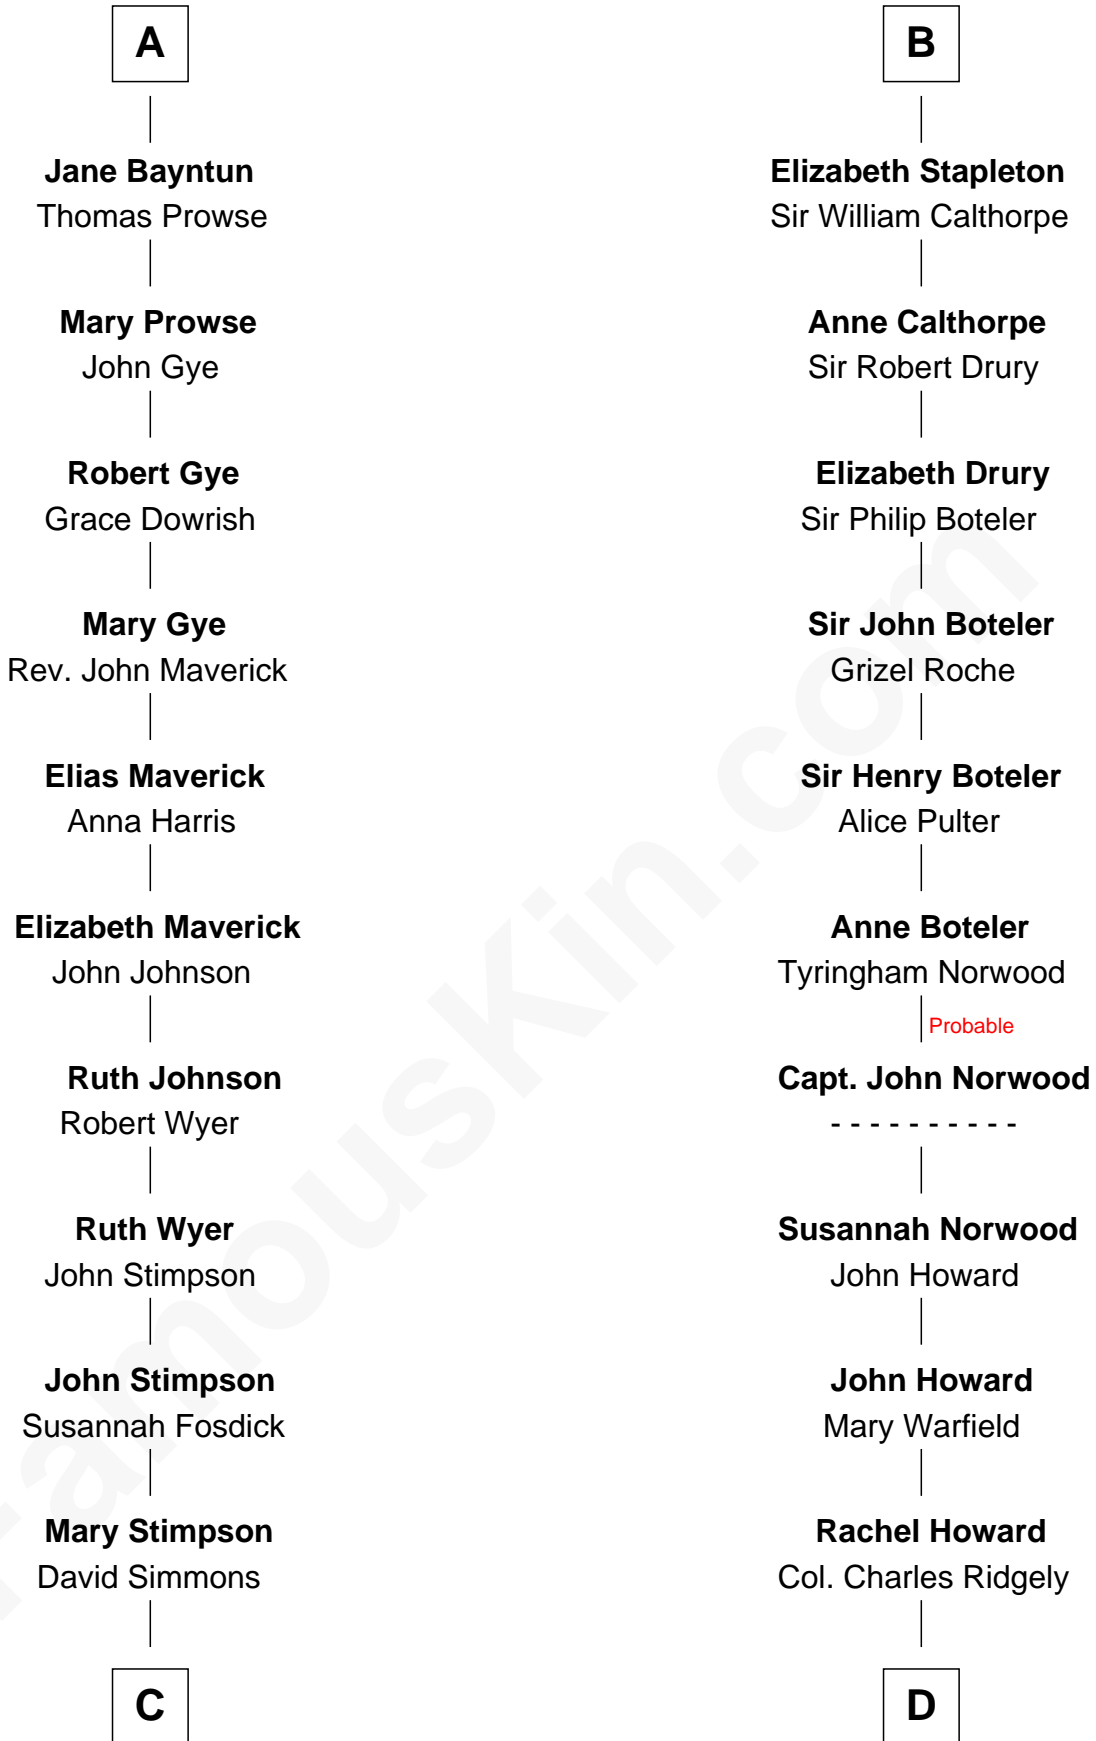 A
Jane Bayntun
Thomas Prowse
Mary Prowse
John Gye
Robert Gye
Grace Dowrish
Mary Gye
Rev. John Maverick
Elias Maverick
Anna Harris
Elizabeth Maverick
John Johnson
Ruth Johnson
Robert Wyer
Ruth Wyer
John Stimpson
John Stimpson
Susannah Fosdick
Mary Stimpson
David Simmons
C
B
Elizabeth Stapleton
Sir William Calthorpe
Anne Calthorpe
Sir Robert Drury
Elizabeth Drury
Sir Philip Boteler
Sir John Boteler
Grizel Roche
Sir Henry Boteler
Alice Pulter
Anne Boteler
Tyringham Norwood
Probable
Capt. John Norwood
- - - - - - - - - -
Susannah Norwood
John Howard
John Howard
Mary Warfield
Rachel Howard
Col. Charles Ridgely
D
FamousKin.com